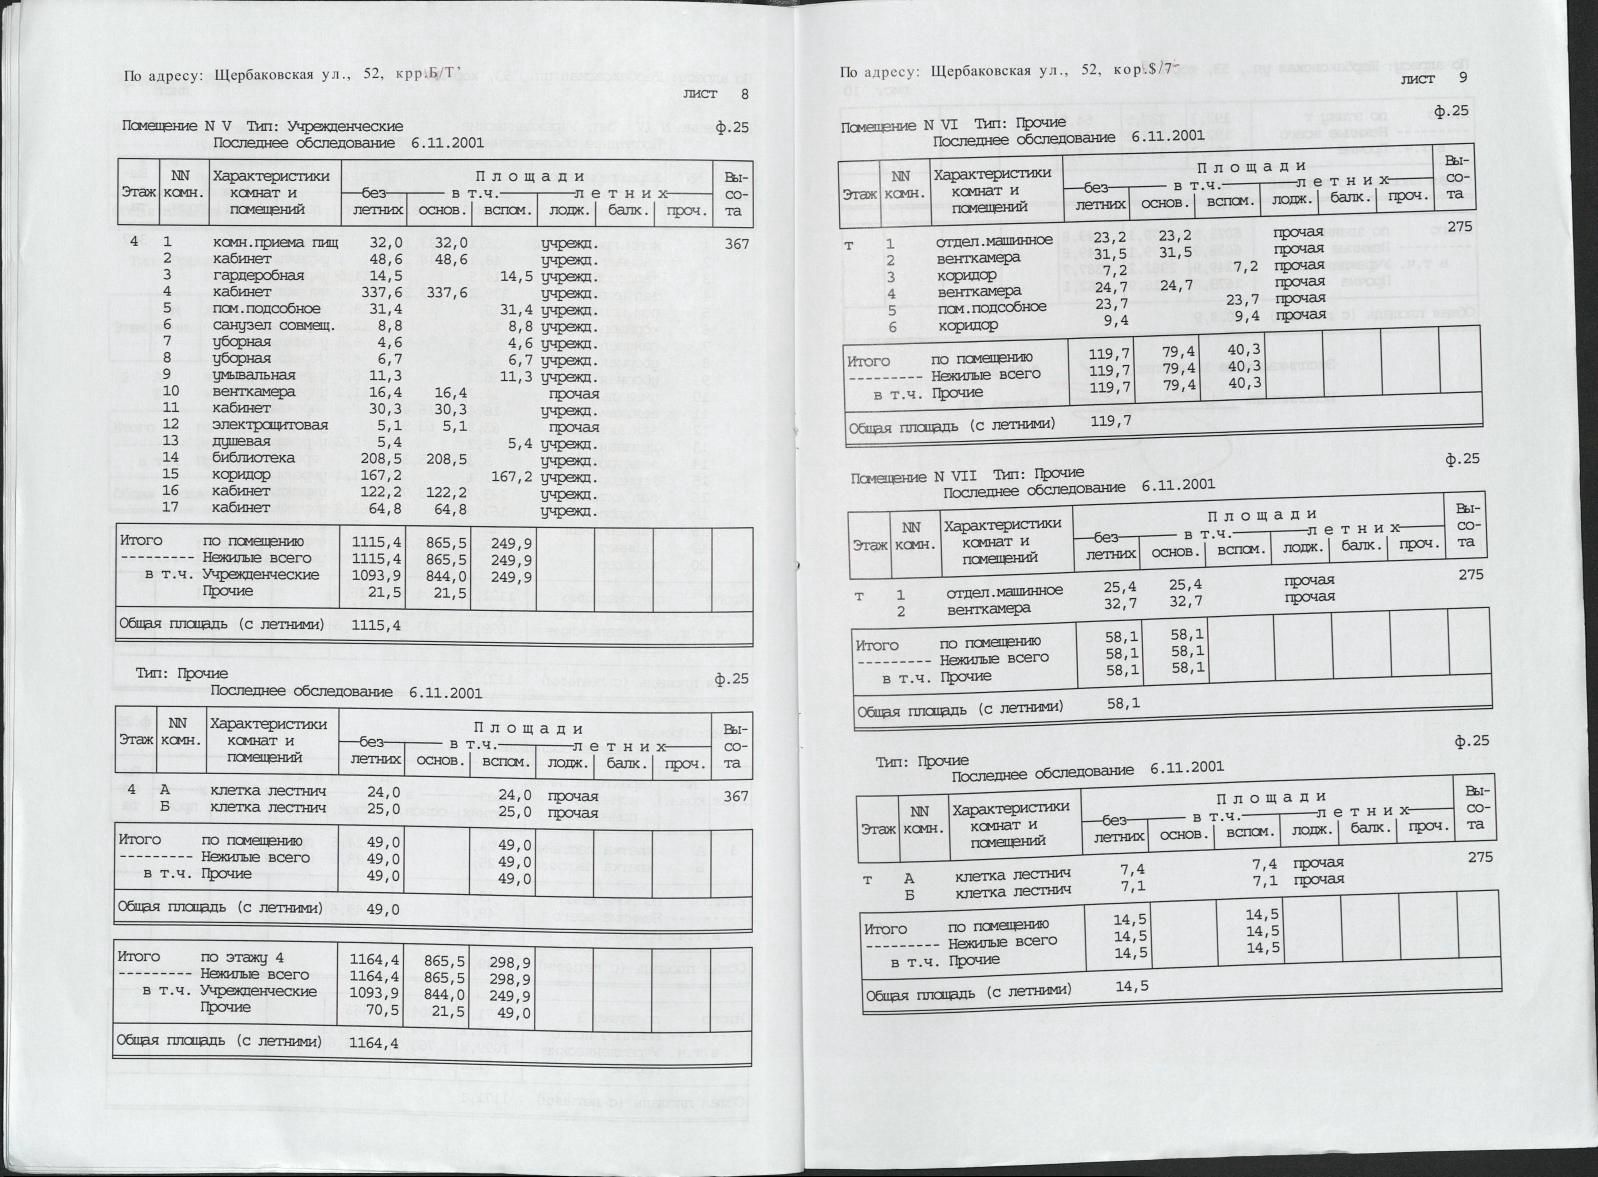 По адресу: Щербаковская ул., 52, крр.Б/Т'
лист 8
Помещение N V Тип: Учрежденческие ф.25
Последнее обследование 6.11.2001
Этаж NN комн. Характеристики комнат и помещений Площади без летних в т.ч. основ. вспом. летних лодж. балк. проч. Вы-со-та
4 1 комн.приема пищ 32,0 32,0 учрежд. 367
2 кабинет 48,6 48,6 учрежд.
3 гардеробная 14,5 14,5 учрежд.
4 кабинет 337,6 337,6 учрежд.
5 пом.подсобное 31,4 31,4 учрежд.
6 санузел совмещ. 8,8 8,8 учрежд.
7 уборная 4,6 4,6 учрежд.
8 уборная 6,7 6,7 учрежд.
9 умывальная 11,3 11,3 учрежд.
10 венткамера 16,4 16,4 прочая
11 кабинет 30,3 30,3 учрежд.
12 электрощитовая 5,1 5,1 прочая
13 душевая 5,4 5,4 учрежд.
14 библиотека 208,5 208,5 учрежд.
15 коридор 167,2 167,2 учрежд.
16 кабинет 122,2 122,2 учрежд.
17 кабинет 64,8 64,8 учрежд.
Итого по помещению 1115,4 865,5 249,9
--------- Нежилые всего 1115,4 865,5 249,9
в т.ч. Учрежденческие 1093,9 844,0 249,9
Прочие 21,5 21,5
Общая площадь (с летними) 1115,4
Тип: Прочие ф.25
Последнее обследование 6.11.2001
Этаж NN комн. Характеристики комнат и помещений Площади без летних в т.ч. основ. вспом. летних лодж. балк. проч. Вы-со-та
4 А клетка лестнич 24,0 24,0 прочая 367
Б клетка лестнич 25,0 25,0 прочая
Итого по помещению 49,0 49,0
--------- Нежилые всего 49,0 49,0
в т.ч. Прочие 49,0 49,0
Общая площадь (с летними) 49,0
Итого по этажу 4 1164,4 865,5 298,9
--------- Нежилые всего 1164,4 865,5 298,9
в т.ч. Учрежденческие 1093,9 844,0 249,9
Прочие 70,5 21,5 49,0
Общая площадь (с летними) 1164,4
По адресу: Щербаковская ул., 52, кор.$/7
лист 9
Помещение N VI Тип: Прочие ф.25
Последнее обследование 6.11.2001
Этаж NN комн. Характеристики комнат и помещений Площади без летних в т.ч. основ. вспом. летних лодж. балк. проч. Вы-со-та
т 1 отдел.машинное 23,2 23,2 прочая 275
2 венткамера 31,5 31,5 прочая
3 коридор 7,2 7,2 прочая
4 венткамера 24,7 24,7 прочая
5 пом.подсобное 23,7 23,7 прочая
6 коридор 9,4 9,4 прочая
Итого по помещению 119,7 79,4 40,3
--------- Нежилые всего 119,7 79,4 40,3
в т.ч. Прочие 119,7 79,4 40,3
Общая площадь (с летними) 119,7
Помещение N VII Тип: Прочие ф.25
Последнее обследование 6.11.2001
Этаж NN комн. Характеристики комнат и помещений Площади без летних в т.ч. основ. вспом. летних лодж. балк. проч. Вы-со-та
т 1 отдел.машинное 25,4 25,4 прочая 275
2 венткамера 32,7 32,7 прочая
Итого по помещению 58,1 58,1
--------- Нежилые всего 58,1 58,1
в т.ч. Прочие 58,1 58,1
Общая площадь (с летними) 58,1
Тип: Прочие ф.25
Последнее обследование 6.11.2001
Этаж NN комн. Характеристики комнат и помещений Площади без летних в т.ч. основ. вспом. летних лодж. балк. проч. Вы-со-та
т А клетка лестнич 7,4 7,4 прочая 275
Б клетка лестнич 7,1 7,1 прочая
Итого по помещению 14,5 14,5
--------- Нежилые всего 14,5 14,5
в т.ч. Прочие 14,5 14,5
Общая площадь (с летними) 14,5